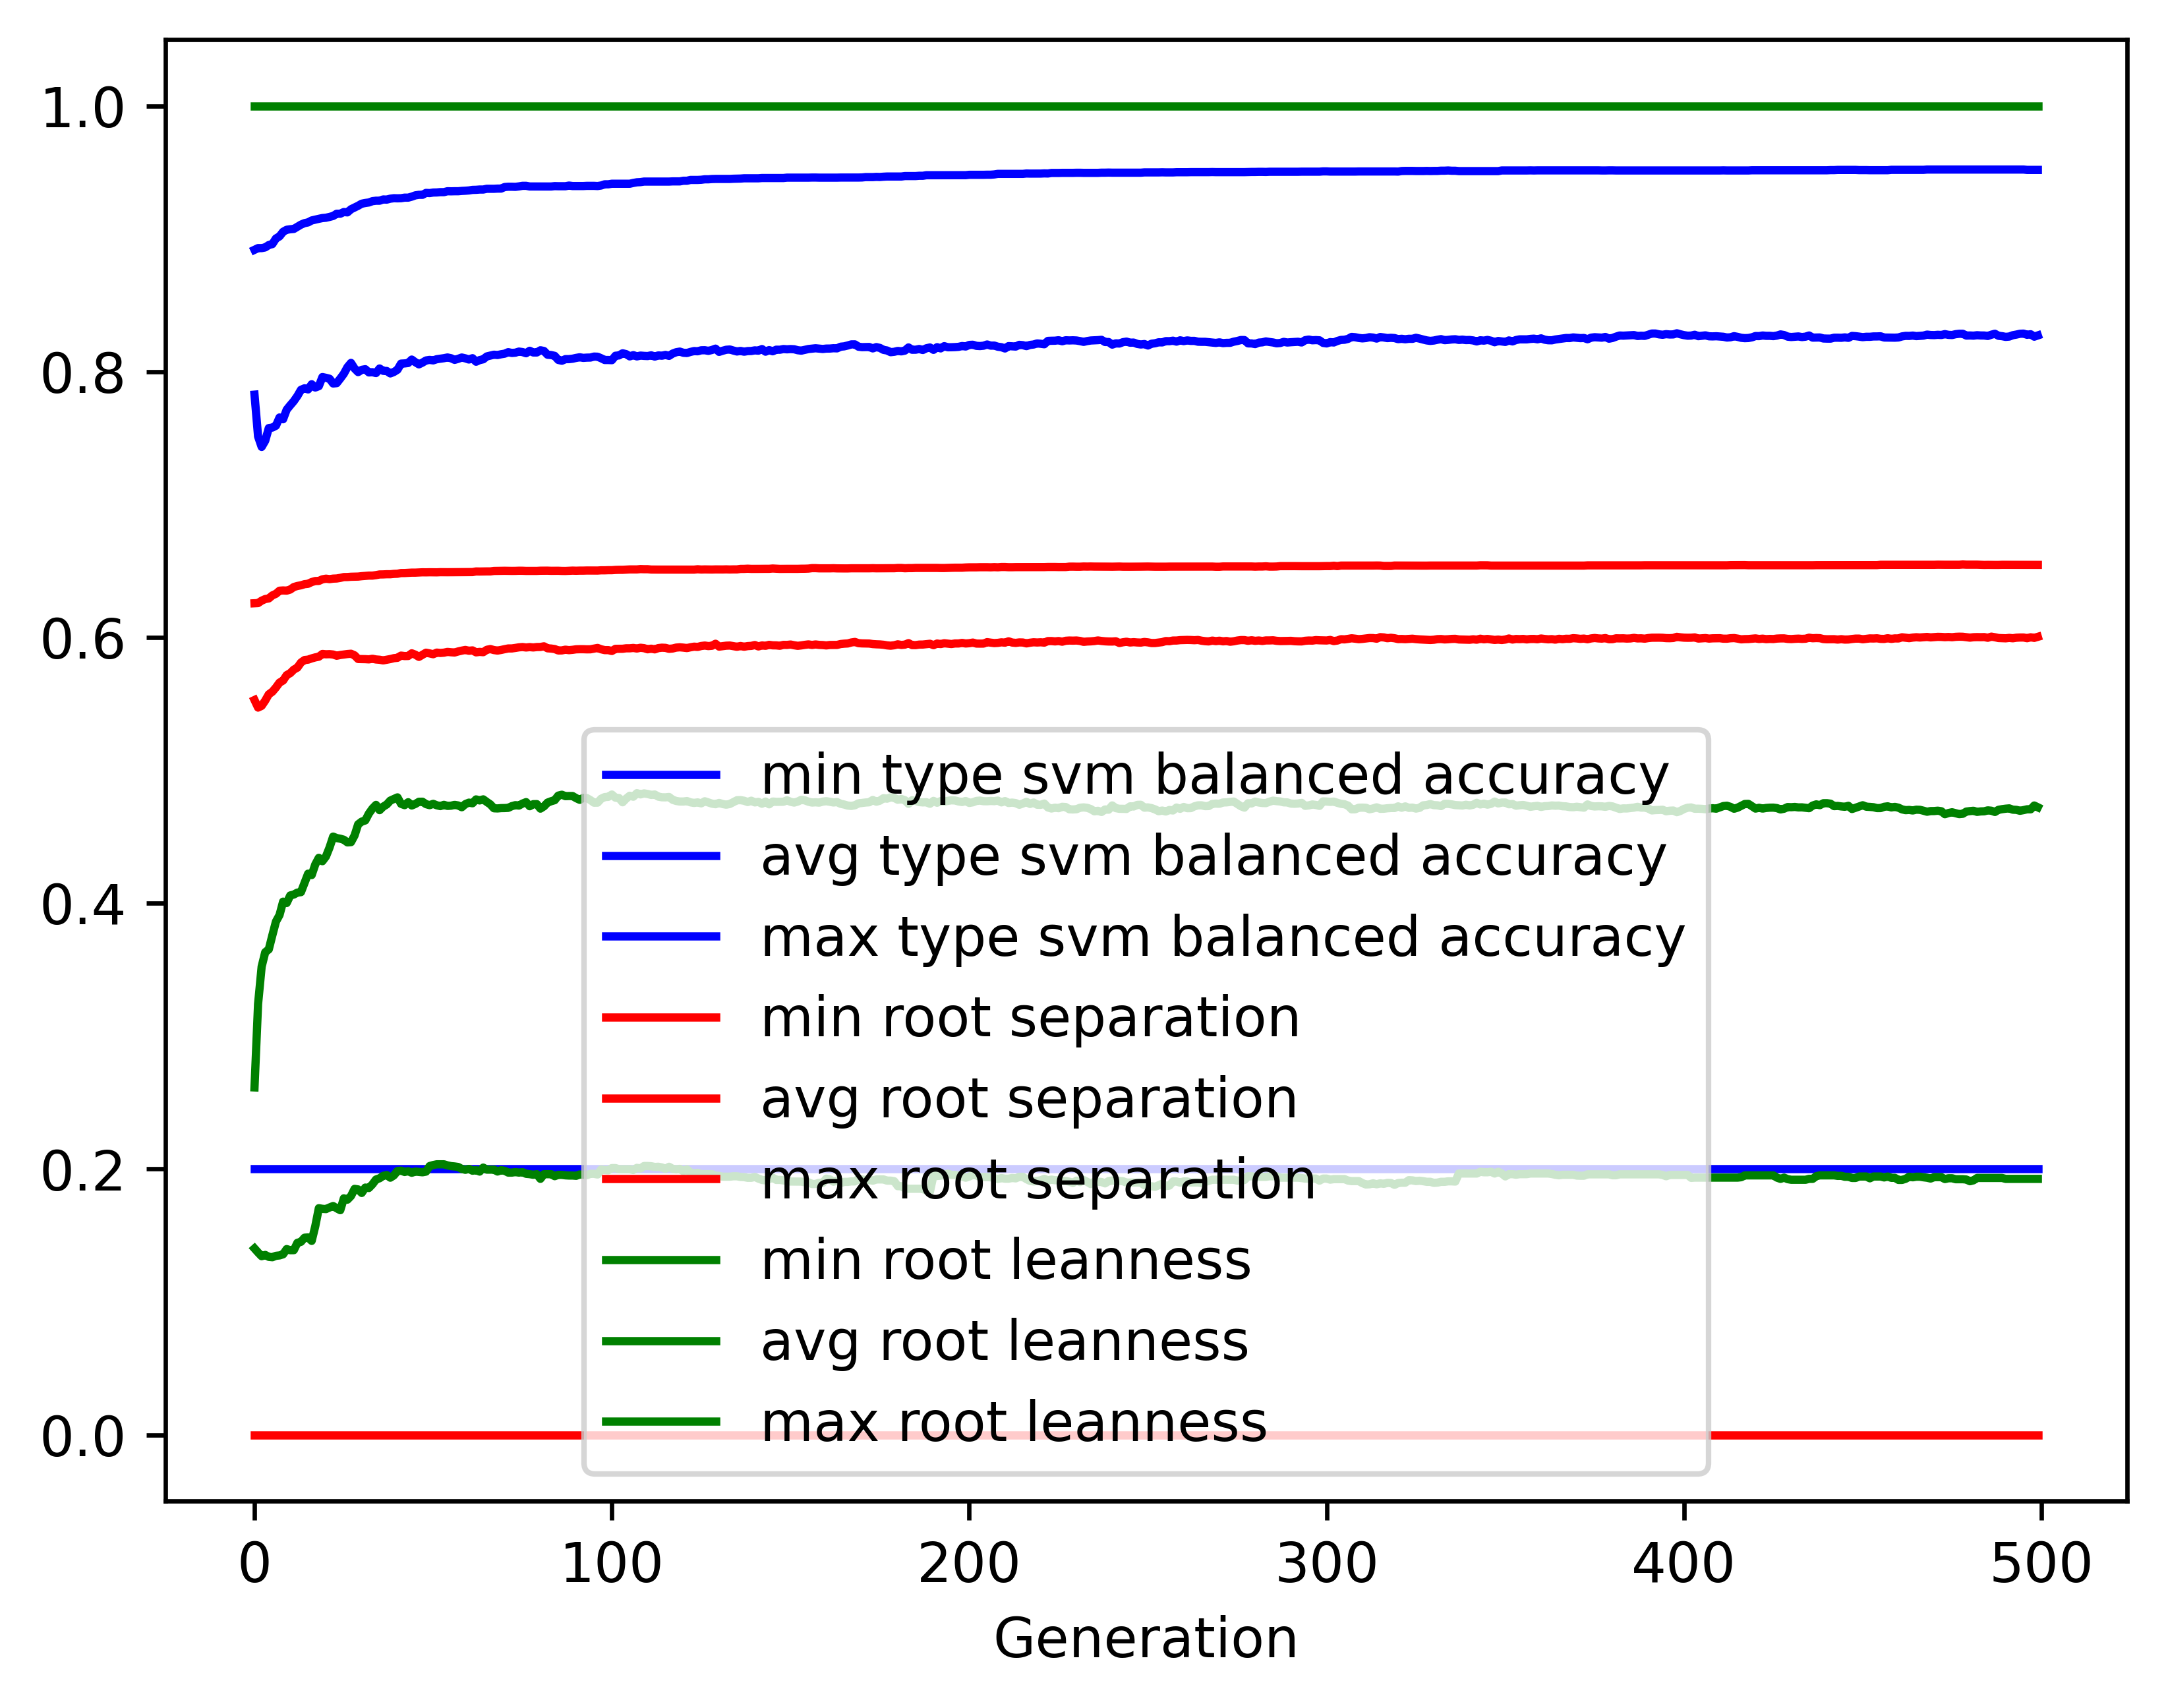 1.0
0.8
0.6
0.4
0.2
0.0
min type svm balanced accuracy
avg type svm balanced accuracy
max type svm balanced accuracy
min root separation
avg root separation
max root separation
min root leanness
avg root leanness
max root leanness
0 100 200 300 400 500
Generation